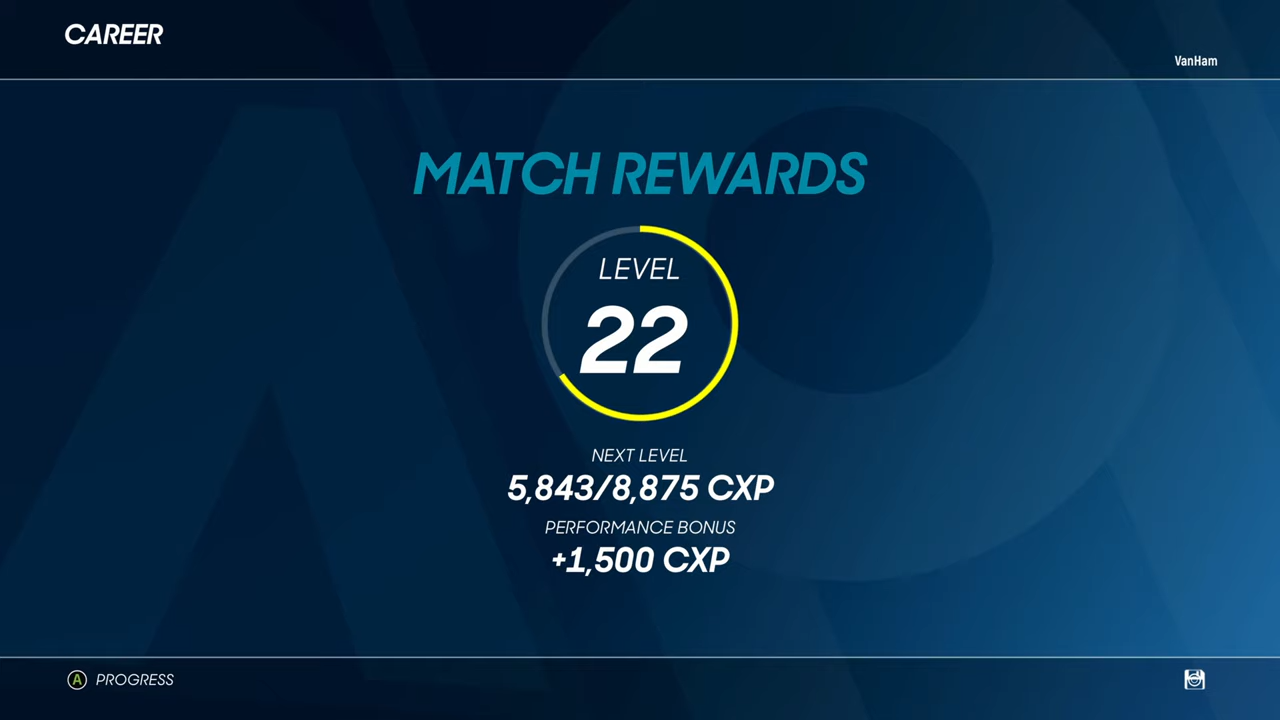 CAREER
VanHam
MATCH REWARDS
LEVEL
22
NEXT LEVEL
5,843/8,875 CXP
PERFORMANCE BONUS
+1,500 CXP
A PROGRESS